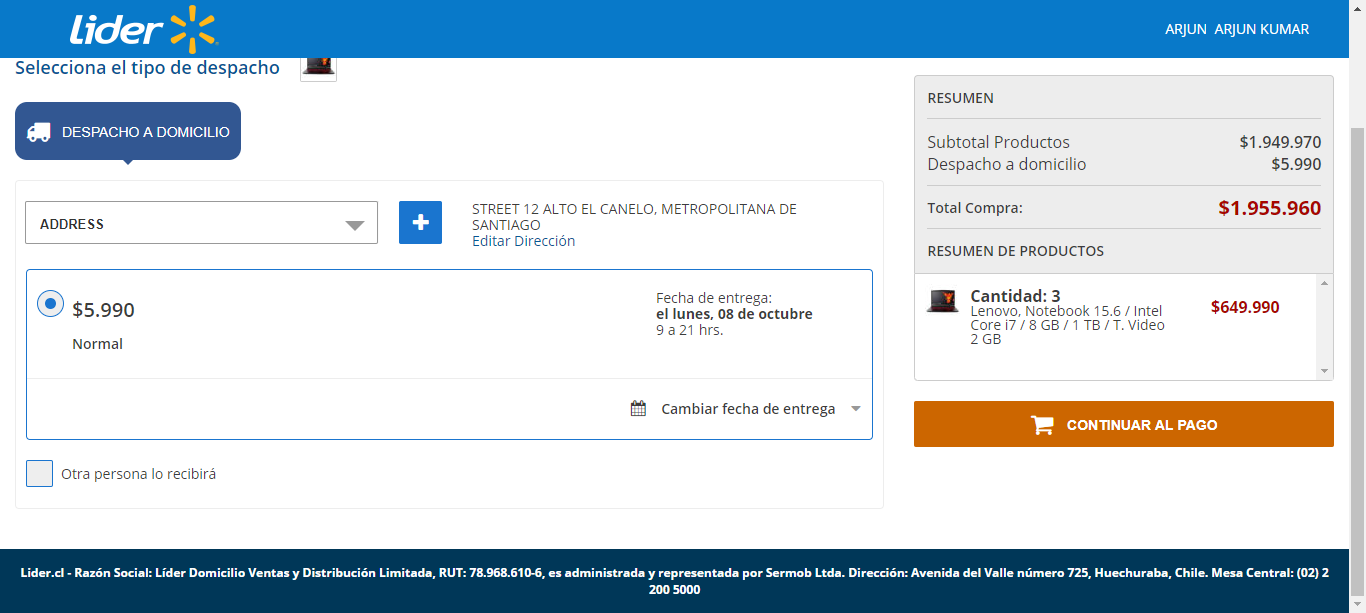 Lider
ARJUN ARJUN KUMAR
Selecciona el tipo de despacho
DESPACHO A DOMICILIO
ADDRESS
STREET 12 ALTO EL CANELO, METROPOLITANA DE
SANTIAGO
Editar Dirección
$5.990
Normal
Fecha de entrega:
el lunes, 08 de octubre
9 a 21 hrs.
Cambiar fecha de entrega
Otra persona lo recibirá
RESUMEN
Subtotal Productos $1.949.970
Despacho a domicilio $5.990
Total Compra: $1.955.960
RESUMEN DE PRODUCTOS
Cantidad: 3
Lenovo, Notebook 15.6 / Intel
Core i7 / 8 GB / 1 TB / T. Video
2 GB
$649.990
CONTINUAR AL PAGO
Lider.cl - Razón Social: Líder Domicilio Ventas y Distribución Limitada, RUT: 78.968.610-6, es administrada y representada por Sermob Ltda. Dirección: Avenida del Valle número 725, Huechuraba, Chile. Mesa Central: (02) 2
200 5000